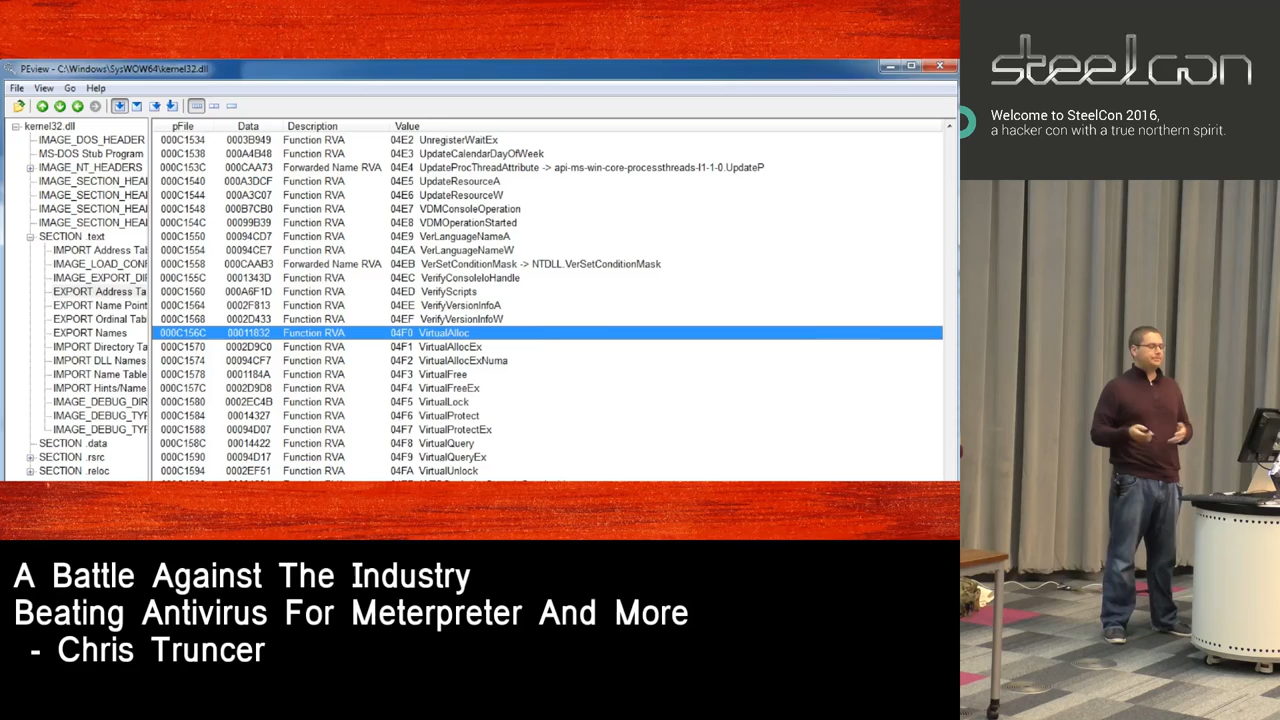 PEview - C:\Windows\SysWOW64\kernel32.dll
File View Go Help
kernel32.dll
IMAGE_DOS_HEADER
MS-DOS Stub Program
IMAGE_NT_HEADERS
IMAGE_SECTION_HEAI
IMAGE_SECTION_HEAI
IMAGE_SECTION_HEAI
IMAGE_SECTION_HEAI
SECTION .text
IMPORT Address Tal
IMAGE_LOAD_CONF
IMAGE_EXPORT_DIF
EXPORT Address Ta
EXPORT Name Point
EXPORT Ordinal Tab
EXPORT Names
IMPORT Directory Ta
IMPORT DLL Names
IMPORT Name Table
IMPORT Hints/Name
IMAGE_DEBUG_DIR
IMAGE_DEBUG_TYF
IMAGE_DEBUG_TYF
SECTION .data
SECTION .rsrc
SECTION .reloc
pFile Data Description Value
000C1534 0003B949 Function RVA 04E2 UnregisterWaitEx
000C1538 000A4B48 Function RVA 04E3 UpdateCalendarDayOfWeek
000C153C 000CAA73 Forwarded Name RVA 04E4 UpdateProcThreadAttribute -> api-ms-win-core-processthreads-l1-1-0.UpdateP
000C1540 000A3DCF Function RVA 04E5 UpdateResourceA
000C1544 000A3C07 Function RVA 04E6 UpdateResourceW
000C1548 000B7CB0 Function RVA 04E7 VDMConsoleOperation
000C154C 00099B39 Function RVA 04E8 VDMOperationStarted
000C1550 00094CD7 Function RVA 04E9 VerLanguageNameA
000C1554 00094CE7 Function RVA 04EA VerLanguageNameW
000C1558 000CAAB3 Forwarded Name RVA 04EB VerSetConditionMask -> NTDLL.VerSetConditionMask
000C155C 0001343D Function RVA 04EC VerifyConsoleIoHandle
000C1560 000A6F1D Function RVA 04ED VerifyScripts
000C1564 0002F813 Function RVA 04EE VerifyVersionInfoA
000C1568 0002D433 Function RVA 04EF VerifyVersionInfoW
000C156C 00011832 Function RVA 04F0 VirtualAlloc
000C1570 0002D9C0 Function RVA 04F1 VirtualAllocEx
000C1574 00094CF7 Function RVA 04F2 VirtualAllocExNuma
000C1578 0001184A Function RVA 04F3 VirtualFree
000C157C 0002D9D8 Function RVA 04F4 VirtualFreeEx
000C1580 0002EC4B Function RVA 04F5 VirtualLock
000C1584 00014327 Function RVA 04F6 VirtualProtect
000C1588 00094D07 Function RVA 04F7 VirtualProtectEx
000C158C 00014422 Function RVA 04F8 VirtualQuery
000C1590 00094D17 Function RVA 04F9 VirtualQueryEx
000C1594 0002EF51 Function RVA 04FA VirtualUnlock
steelcon
Welcome to SteelCon 2016,
a hacker con with a true northern spirit.
A Battle Against The Industry
Beating Antivirus For Meterpreter And More
- Chris Truncer